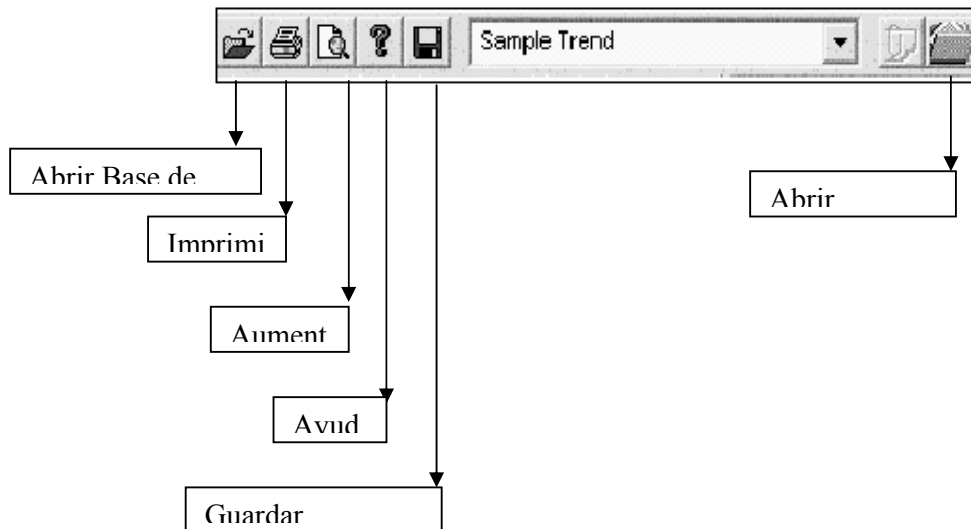 Sample Trend
Abrir Base de
Abrir
Imprimi
Aument
Ayud
Guardar